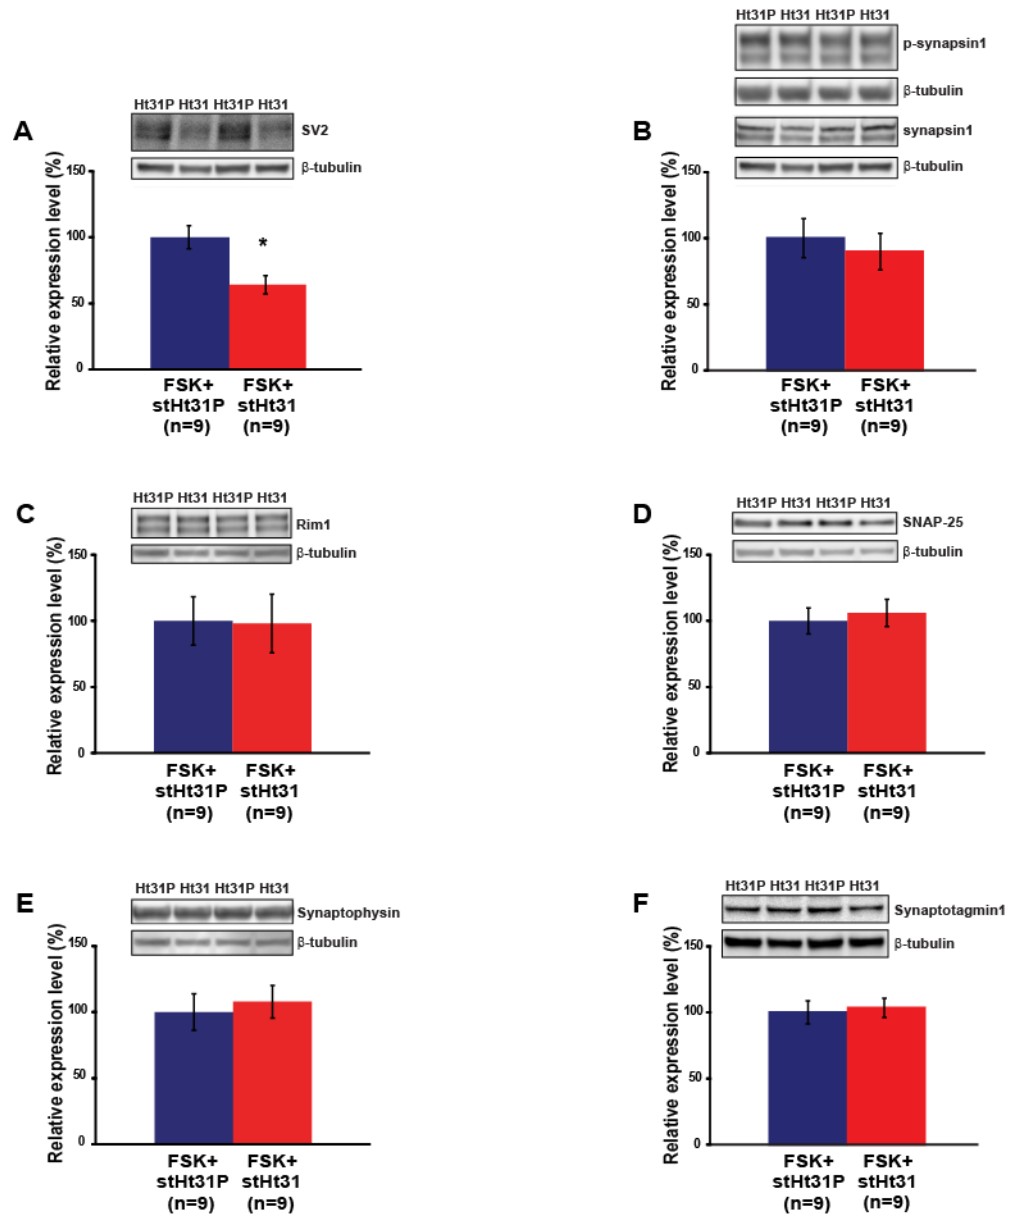 A
Ht31P Ht31 Ht31P Ht31
SV2
β-tubulin
Relative expression level (%)
150
100
50
0
*
FSK+ FSK+
stHt31P stHt31
(n=9) (n=9)
B
Ht31P Ht31 Ht31P Ht31
p-synapsin1
β-tubulin
synapsin1
β-tubulin
Relative expression level (%)
150
100
50
0
FSK+ FSK+
stHt31P stHt31
(n=9) (n=9)
C
Ht31P Ht31 Ht31P Ht31
Rim1
β-tubulin
Relative expression level (%)
150
100
50
0
FSK+ FSK+
stHt31P stHt31
(n=9) (n=9)
D
Ht31P Ht31 Ht31P Ht31
SNAP-25
β-tubulin
Relative expression level (%)
150
100
50
0
FSK+ FSK+
stHt31P stHt31
(n=9) (n=9)
E
Ht31P Ht31 Ht31P Ht31
Synaptophysin
β-tubulin
Relative expression level (%)
150
100
50
0
FSK+ FSK+
stHt31P stHt31
(n=9) (n=9)
F
Ht31P Ht31 Ht31P Ht31
Synaptotagmin1
β-tubulin
Relative expression level (%)
150
100
50
0
FSK+ FSK+
stHt31P stHt31
(n=9) (n=9)